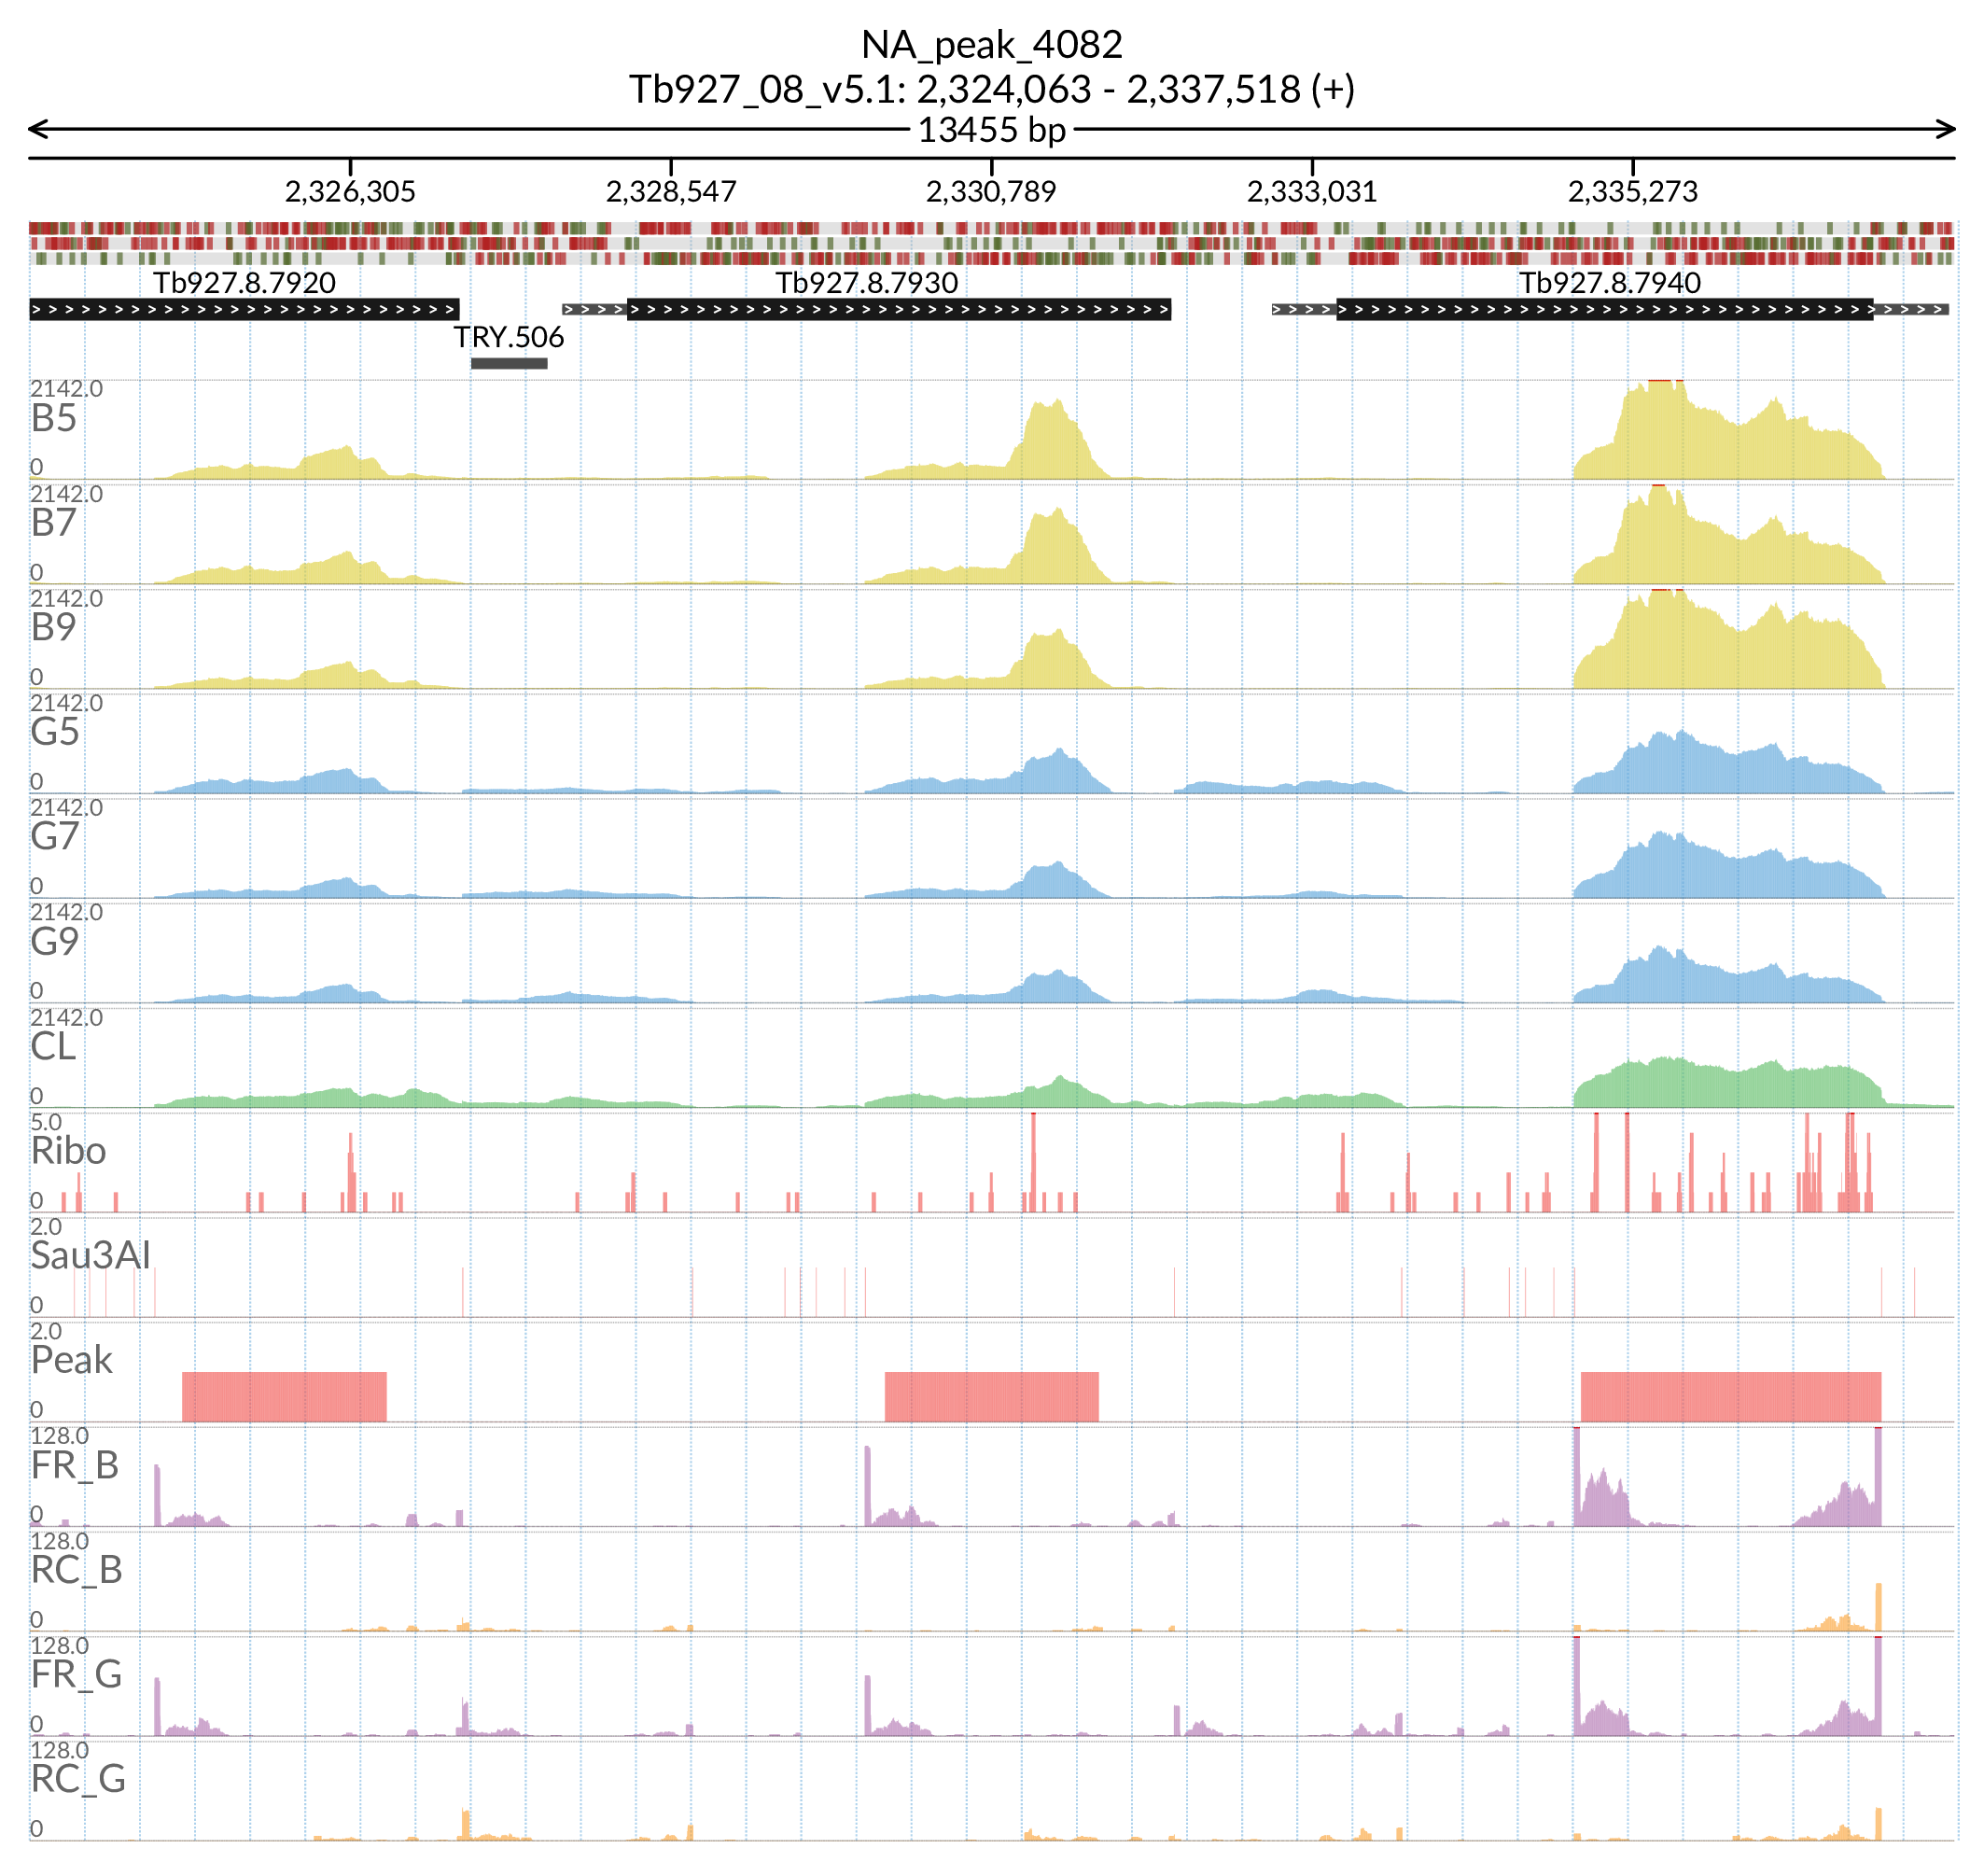 NA_peak_4082
Tb927_08_v5.1: 2,324,063 - 2,337,518 (+)
13455 bp
2,326,305 2,328,547 2,330,789 2,333,031 2,335,273
Tb927.8.7920 Tb927.8.7930 Tb927.8.7940
TRY.506
2142.0
B5
0
2142.0
B7
0
2142.0
B9
0
2142.0
G5
0
2142.0
G7
0
2142.0
G9
0
2142.0
CL
0
5.0
Ribo
0
2.0
Sau3AI
0
2.0
Peak
0
128.0
FR_B
0
128.0
RC_B
0
128.0
FR_G
0
128.0
RC_G
0